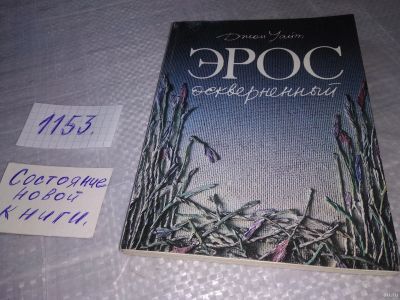 Джон Уайт
ЭРОС
оскверненный
1153.
Состояние
новой
книги.